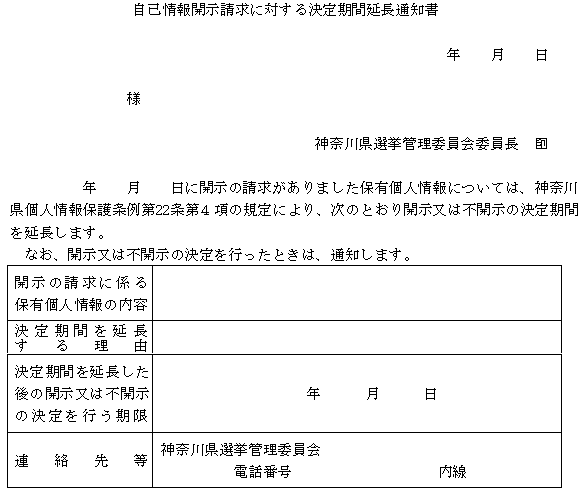 自己情報開示請求に対する決定期間延長通知書
年　　月　　日
様
神奈川県選挙管理委員会委員長　印
年　　月　　日に開示の請求がありました保有個人情報については、神奈川
県個人情報保護条例第22条第４項の規定により、次のとおり開示又は不開示の決定期間
を延長します。
なお、開示又は不開示の決定を行ったときは、通知します。
開示の請求に係る
保有個人情報の内容
決定期間を延長
する理由
決定期間を延長した
後の開示又は不開示
の決定を行う期限
年　　月　　日
連絡先等
神奈川県選挙管理委員会
電話番号　　内線